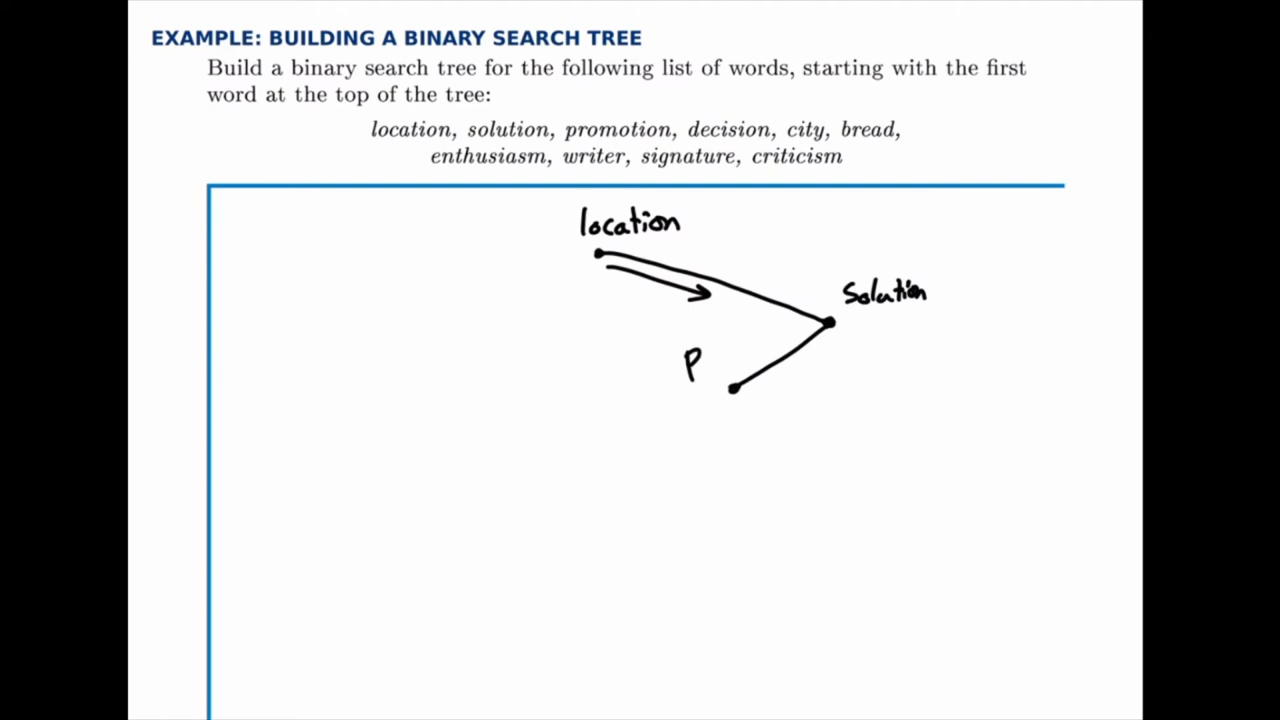 EXAMPLE: BUILDING A BINARY SEARCH TREE
Build a binary search tree for the following list of words, starting with the first
word at the top of the tree:
location, solution, promotion, decision, city, bread,
enthusiasm, writer, signature, criticism
location
Solution
P